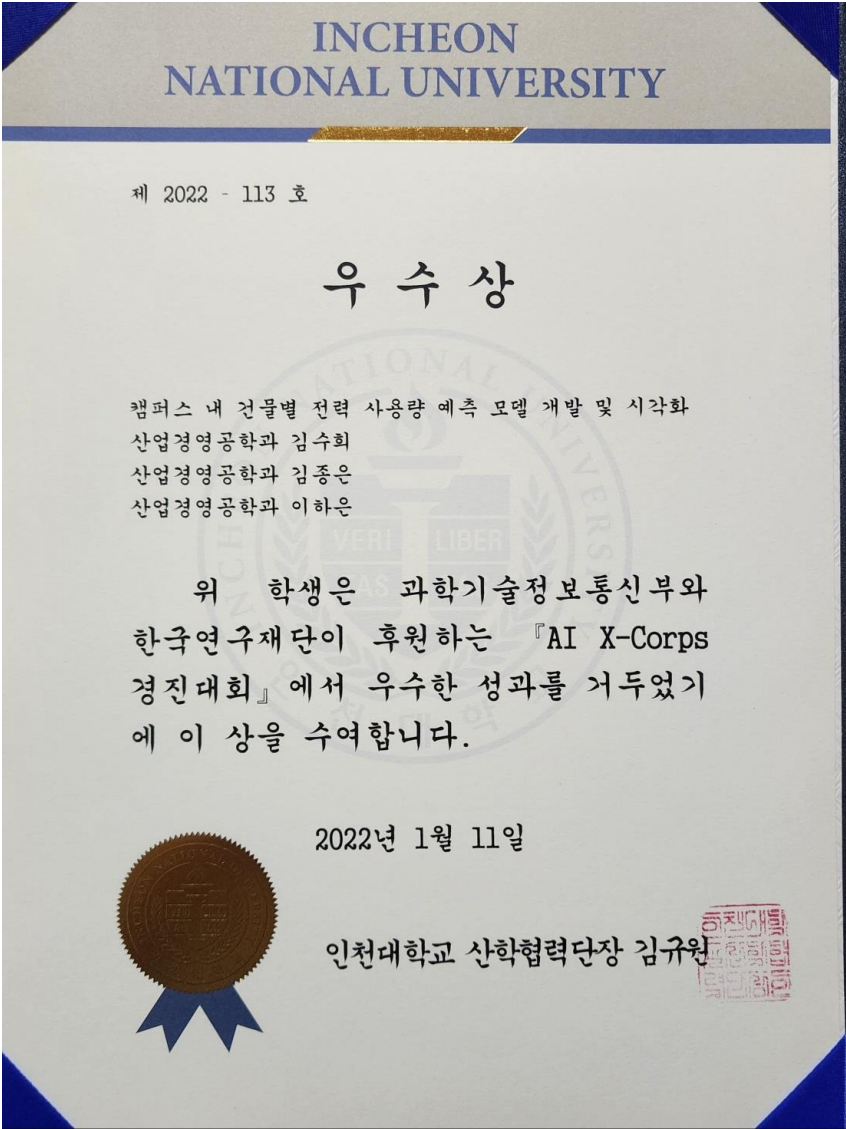 INCHEON
NATIONAL UNIVERSITY
제 2022 - 113 호
우 수 상
캠퍼스 내 건물별 전력 사용량 예측 모델 개발 및 시각화
산업경영공학과 김수희
산업경영공학과 김종은
산업경영공학과 이하은
위 학생은 과학기술정보통신부와
한국연구재단이 후원하는 『AI X-Corps
경진대회』에서 우수한 성과를 거두었기
에 이 상을 수여합니다.
VERI LIBER
2022년 1월 11일
인천대학교 산학협력단장 김규원